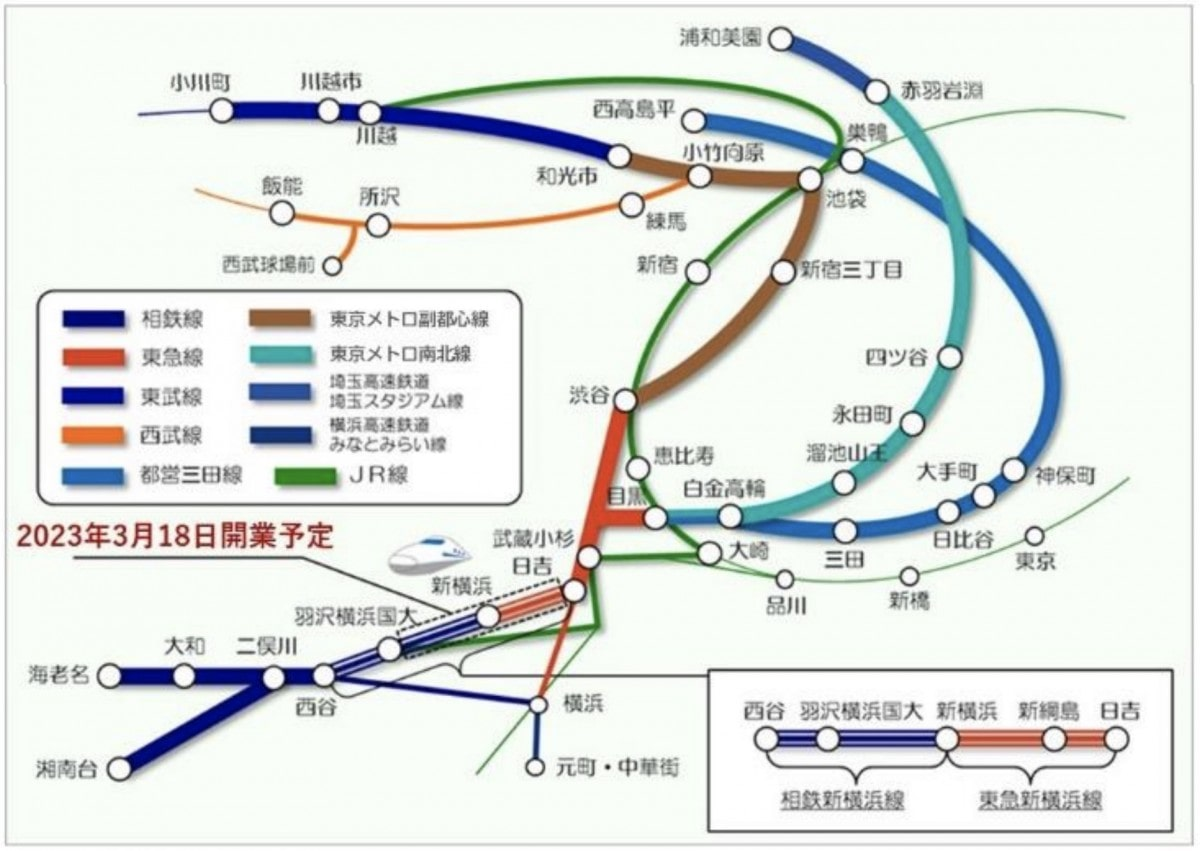 浦和美園
赤羽岩淵
小川町
川越市
川越
西高島平
巣鴨
和光市
小竹向原
池袋
飯能
所沢
練馬
西武球場前
新宿
新宿三丁目
相鉄線
東急線
東武線
西武線
都営三田線
東京メトロ副都心線
東京メトロ南北線
埼玉高速鉄道
埼玉スタジアム線
横浜高速鉄道
みなとみらい線
JR線
四ツ谷
渋谷
永田町
溜池山王
恵比寿
白金高輪
大手町
神保町
目黒
2023年3月18日開業予定
武蔵小杉
大崎
三田
日比谷
東京
日吉
新横浜
品川
新橋
羽沢横浜国大
大和
二俣川
海老名
西谷
横浜
湘南台
元町・中華街
西谷
羽沢横浜国大
新横浜
新綱島
日吉
相鉄新横浜線
東急新横浜線